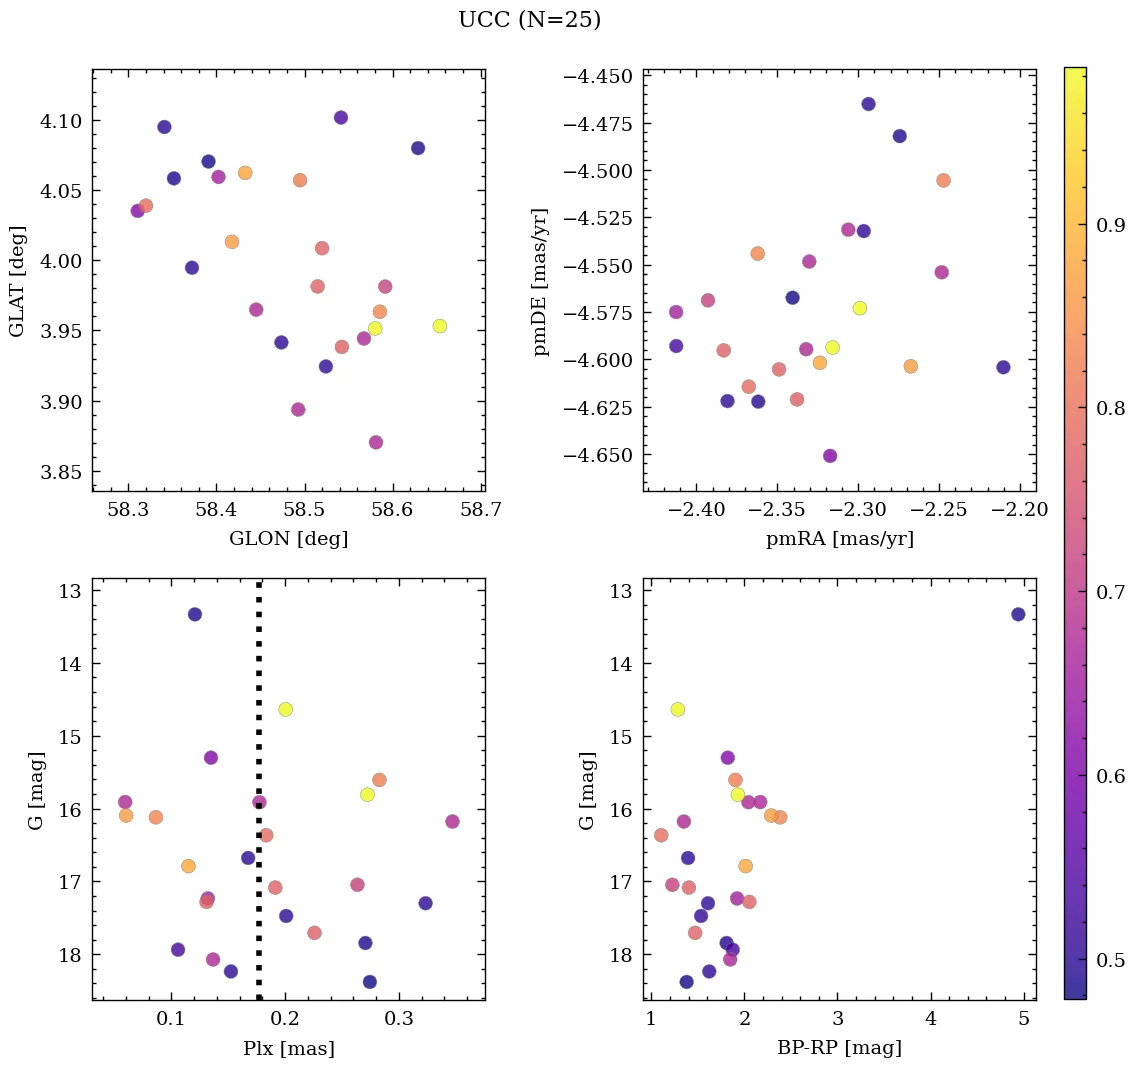 UCC (N=25)
4.10
4.05
4.00
3.95
3.90
3.85
GLAT [deg]
58.3 58.4 58.5 58.6 58.7
GLON [deg]
−4.450
−4.475
−4.500
−4.525
−4.550
−4.575
−4.600
−4.625
−4.650
pmDE [mas/yr]
−2.40 −2.35 −2.30 −2.25 −2.20
pmRA [mas/yr]
13
14
15
16
17
18
G [mag]
0.1 0.2 0.3
Plx [mas]
13
14
15
16
17
18
G [mag]
1 2 3 4 5
BP-RP [mag]
0.9
0.8
0.7
0.6
0.5